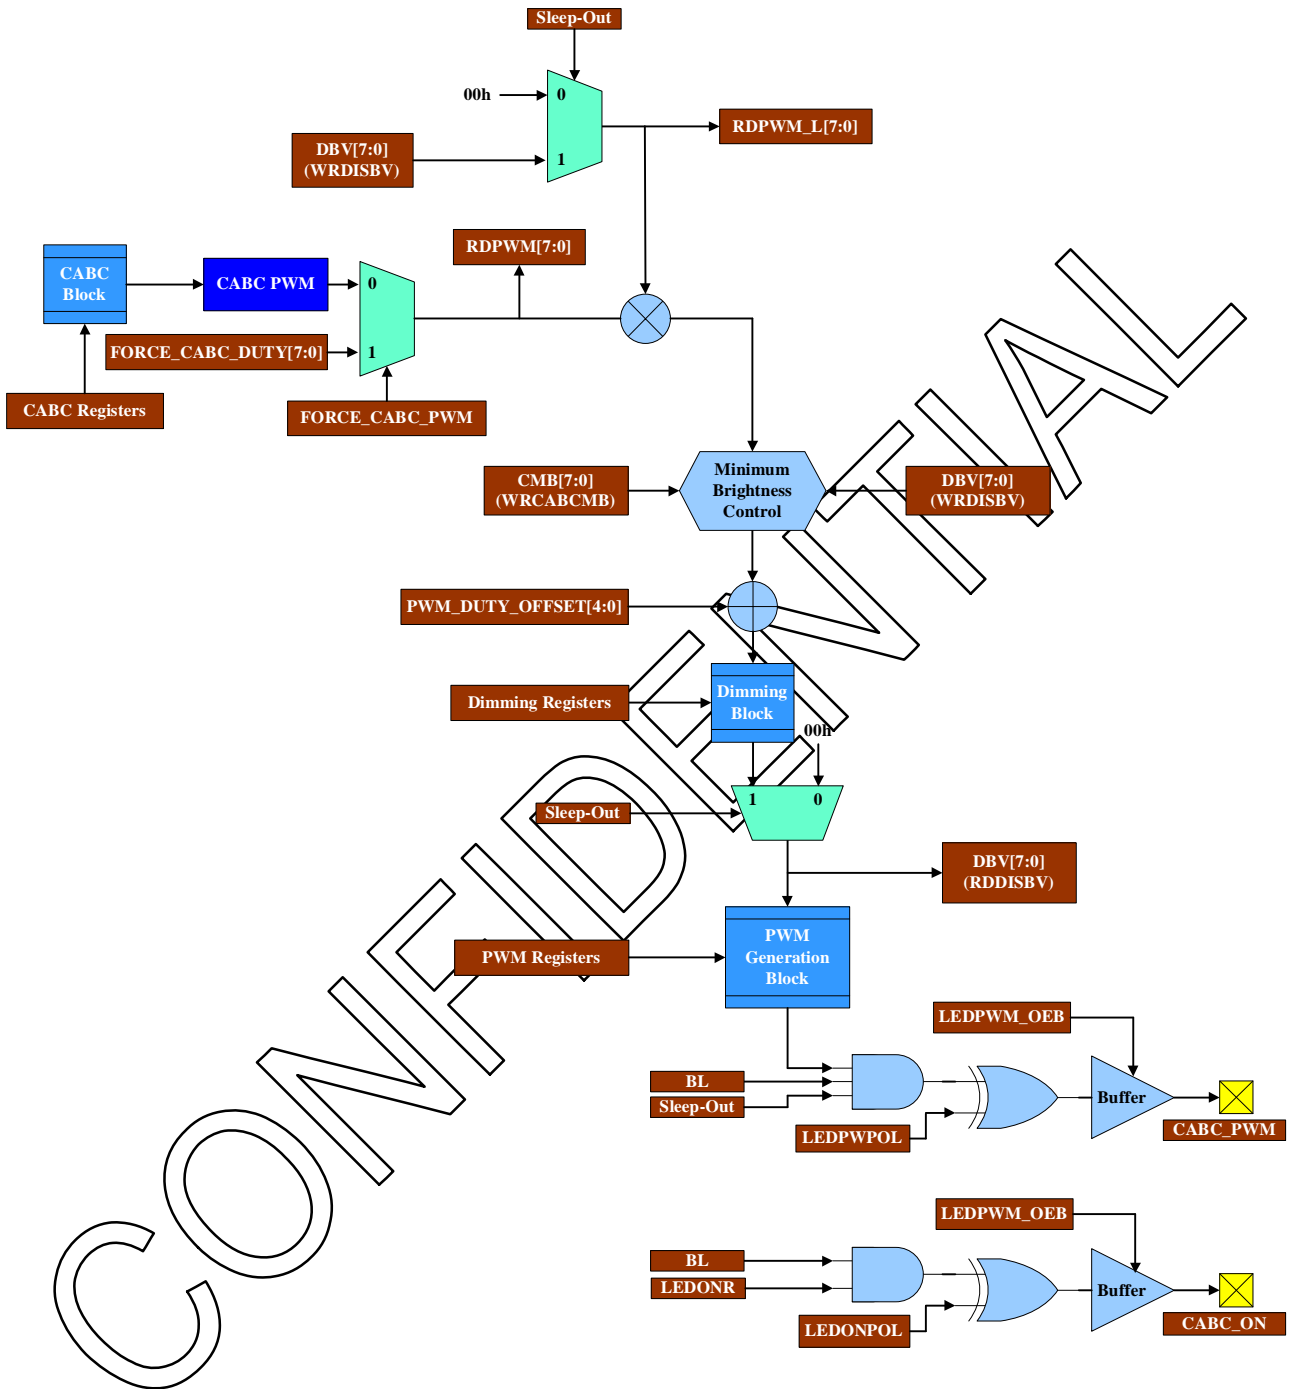 Sleep-Out
00h
0
DBV[7:0]
(WRDISBV)
1
RDPWM_L[7:0]
RDPWM[7:0]
CABC
Block
CABC PWM
0
FORCE_CABC_DUTY[7:0]
1
CABC Registers
FORCE_CABC_PWM
CMB[7:0]
(WRCABCMB)
Minimum
Brightness
Control
DBV[7:0]
(WRDISBV)
PWM_DUTY_OFFSET[4:0]
Dimming Registers
Dimming
Block
00h
1 0
Sleep-Out
DBV[7:0]
(RDDISBV)
PWM Registers
PWM
Generation
Block
LEDPWM_OEB
BL
Sleep-Out
LEDPWPOL
Buffer
CABC_PWM
LEDPWM_OEB
BL
LEDONR
LEDONPOL
Buffer
CABC_ON
CONFIDENTIAL